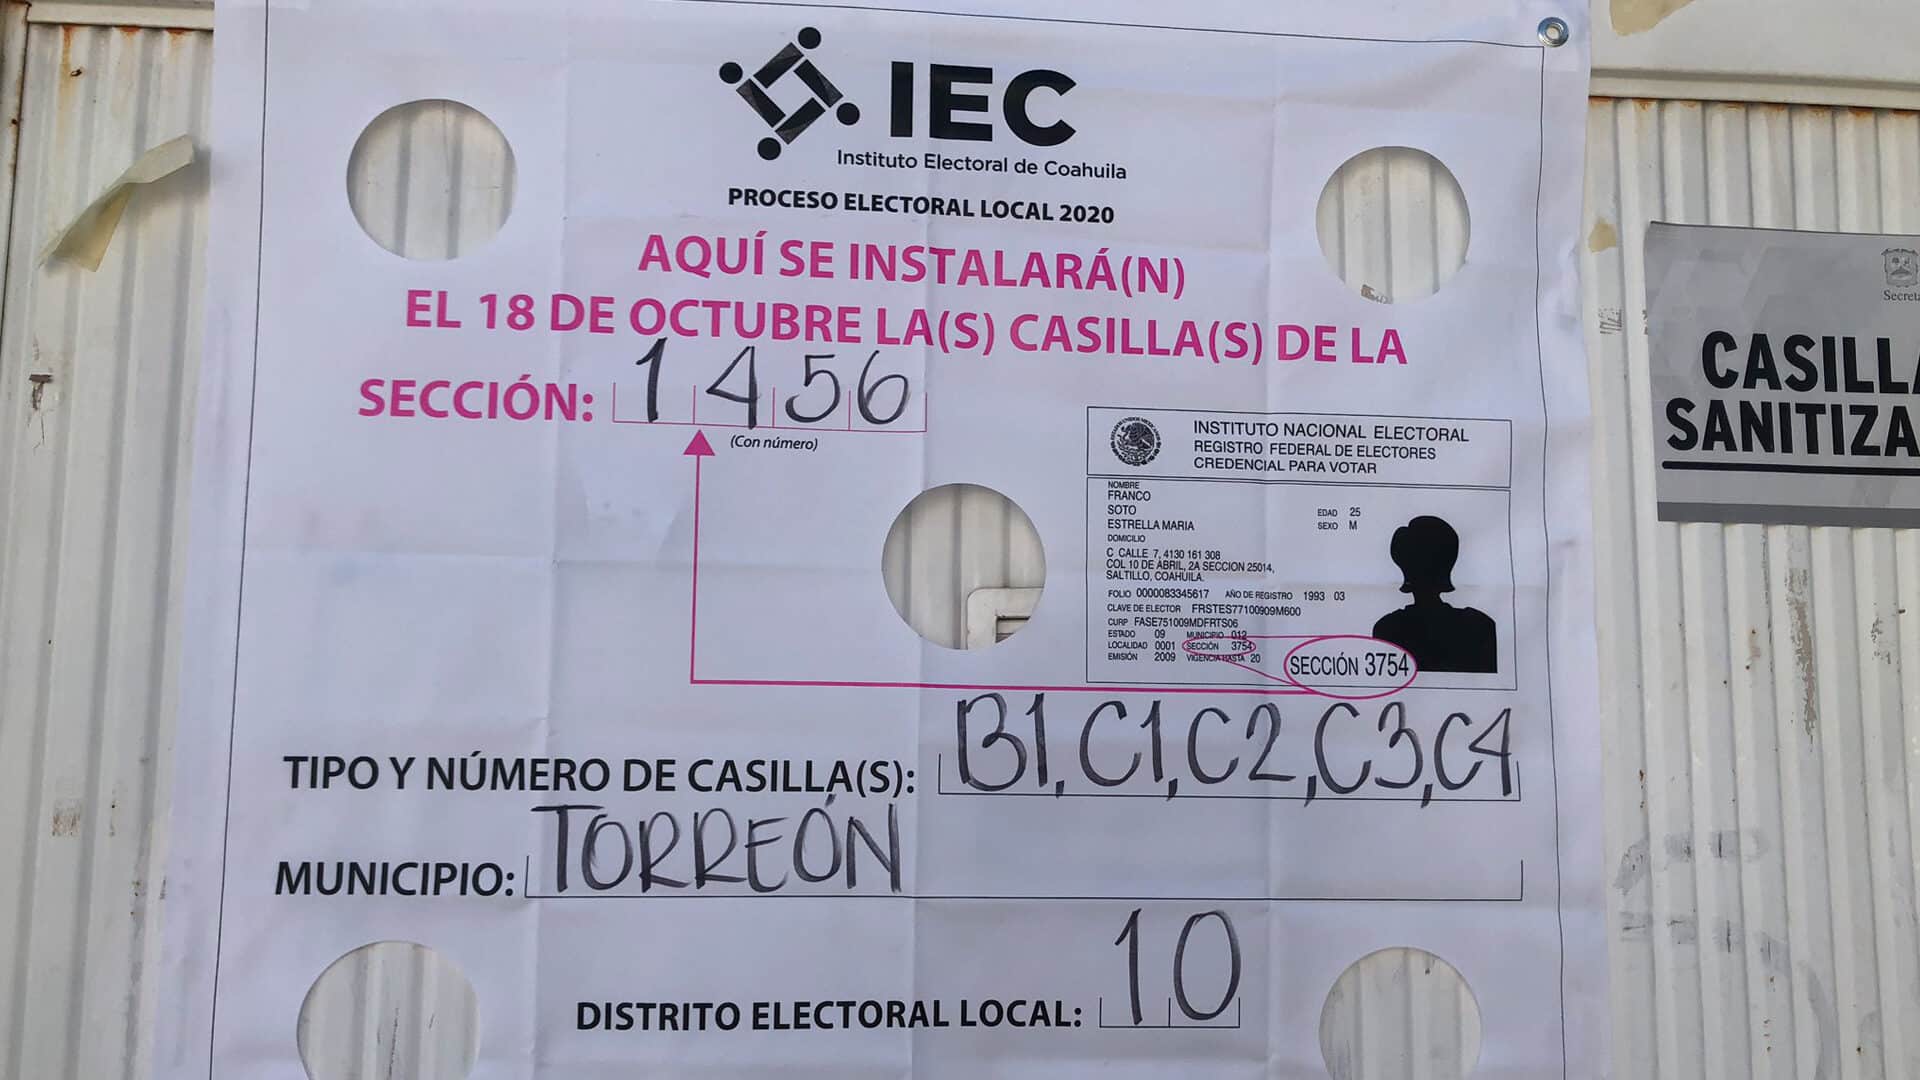 IEC
Instituto Electoral de Coahuila
PROCESO ELECTORAL LOCAL 2020
AQUÍ SE INSTALARÁ(N)
EL 18 DE OCTUBRE LA(S) CASILLA(S) DE LA
SECCIÓN: 1456
(Con número)
INSTITUTO NACIONAL ELECTORAL
REGISTRO FEDERAL DE ELECTORES
CREDENCIAL PARA VOTAR
NOMBRE
FRANCO
SOTO
ESTRELLA MARIA
EDAD 25
SEXO M
DOMICILIO
C CALLE 7, 4130 161 308
COL 10 DE ABRIL, 2A SECCION 25014,
SALTILLO, COAHUILA.
FOLIO 0000083345617 AÑO DE REGISTRO 1993 03
CLAVE DE ELECTOR FRSTES77100909M600
CURP FASE751009MDFRTS06
ESTADO 09 MUNICIPIO 012
LOCALIDAD 0001 SECCIÓN 3754
EMISIÓN 2009 VIGENCIA HASTA 20
SECCIÓN 3754
TIPO Y NÚMERO DE CASILLA(S): B1, C1, C2, C3, C4
MUNICIPIO: TORREÓN
DISTRITO ELECTORAL LOCAL: 10
Secret
CASILLA
SANITIZA